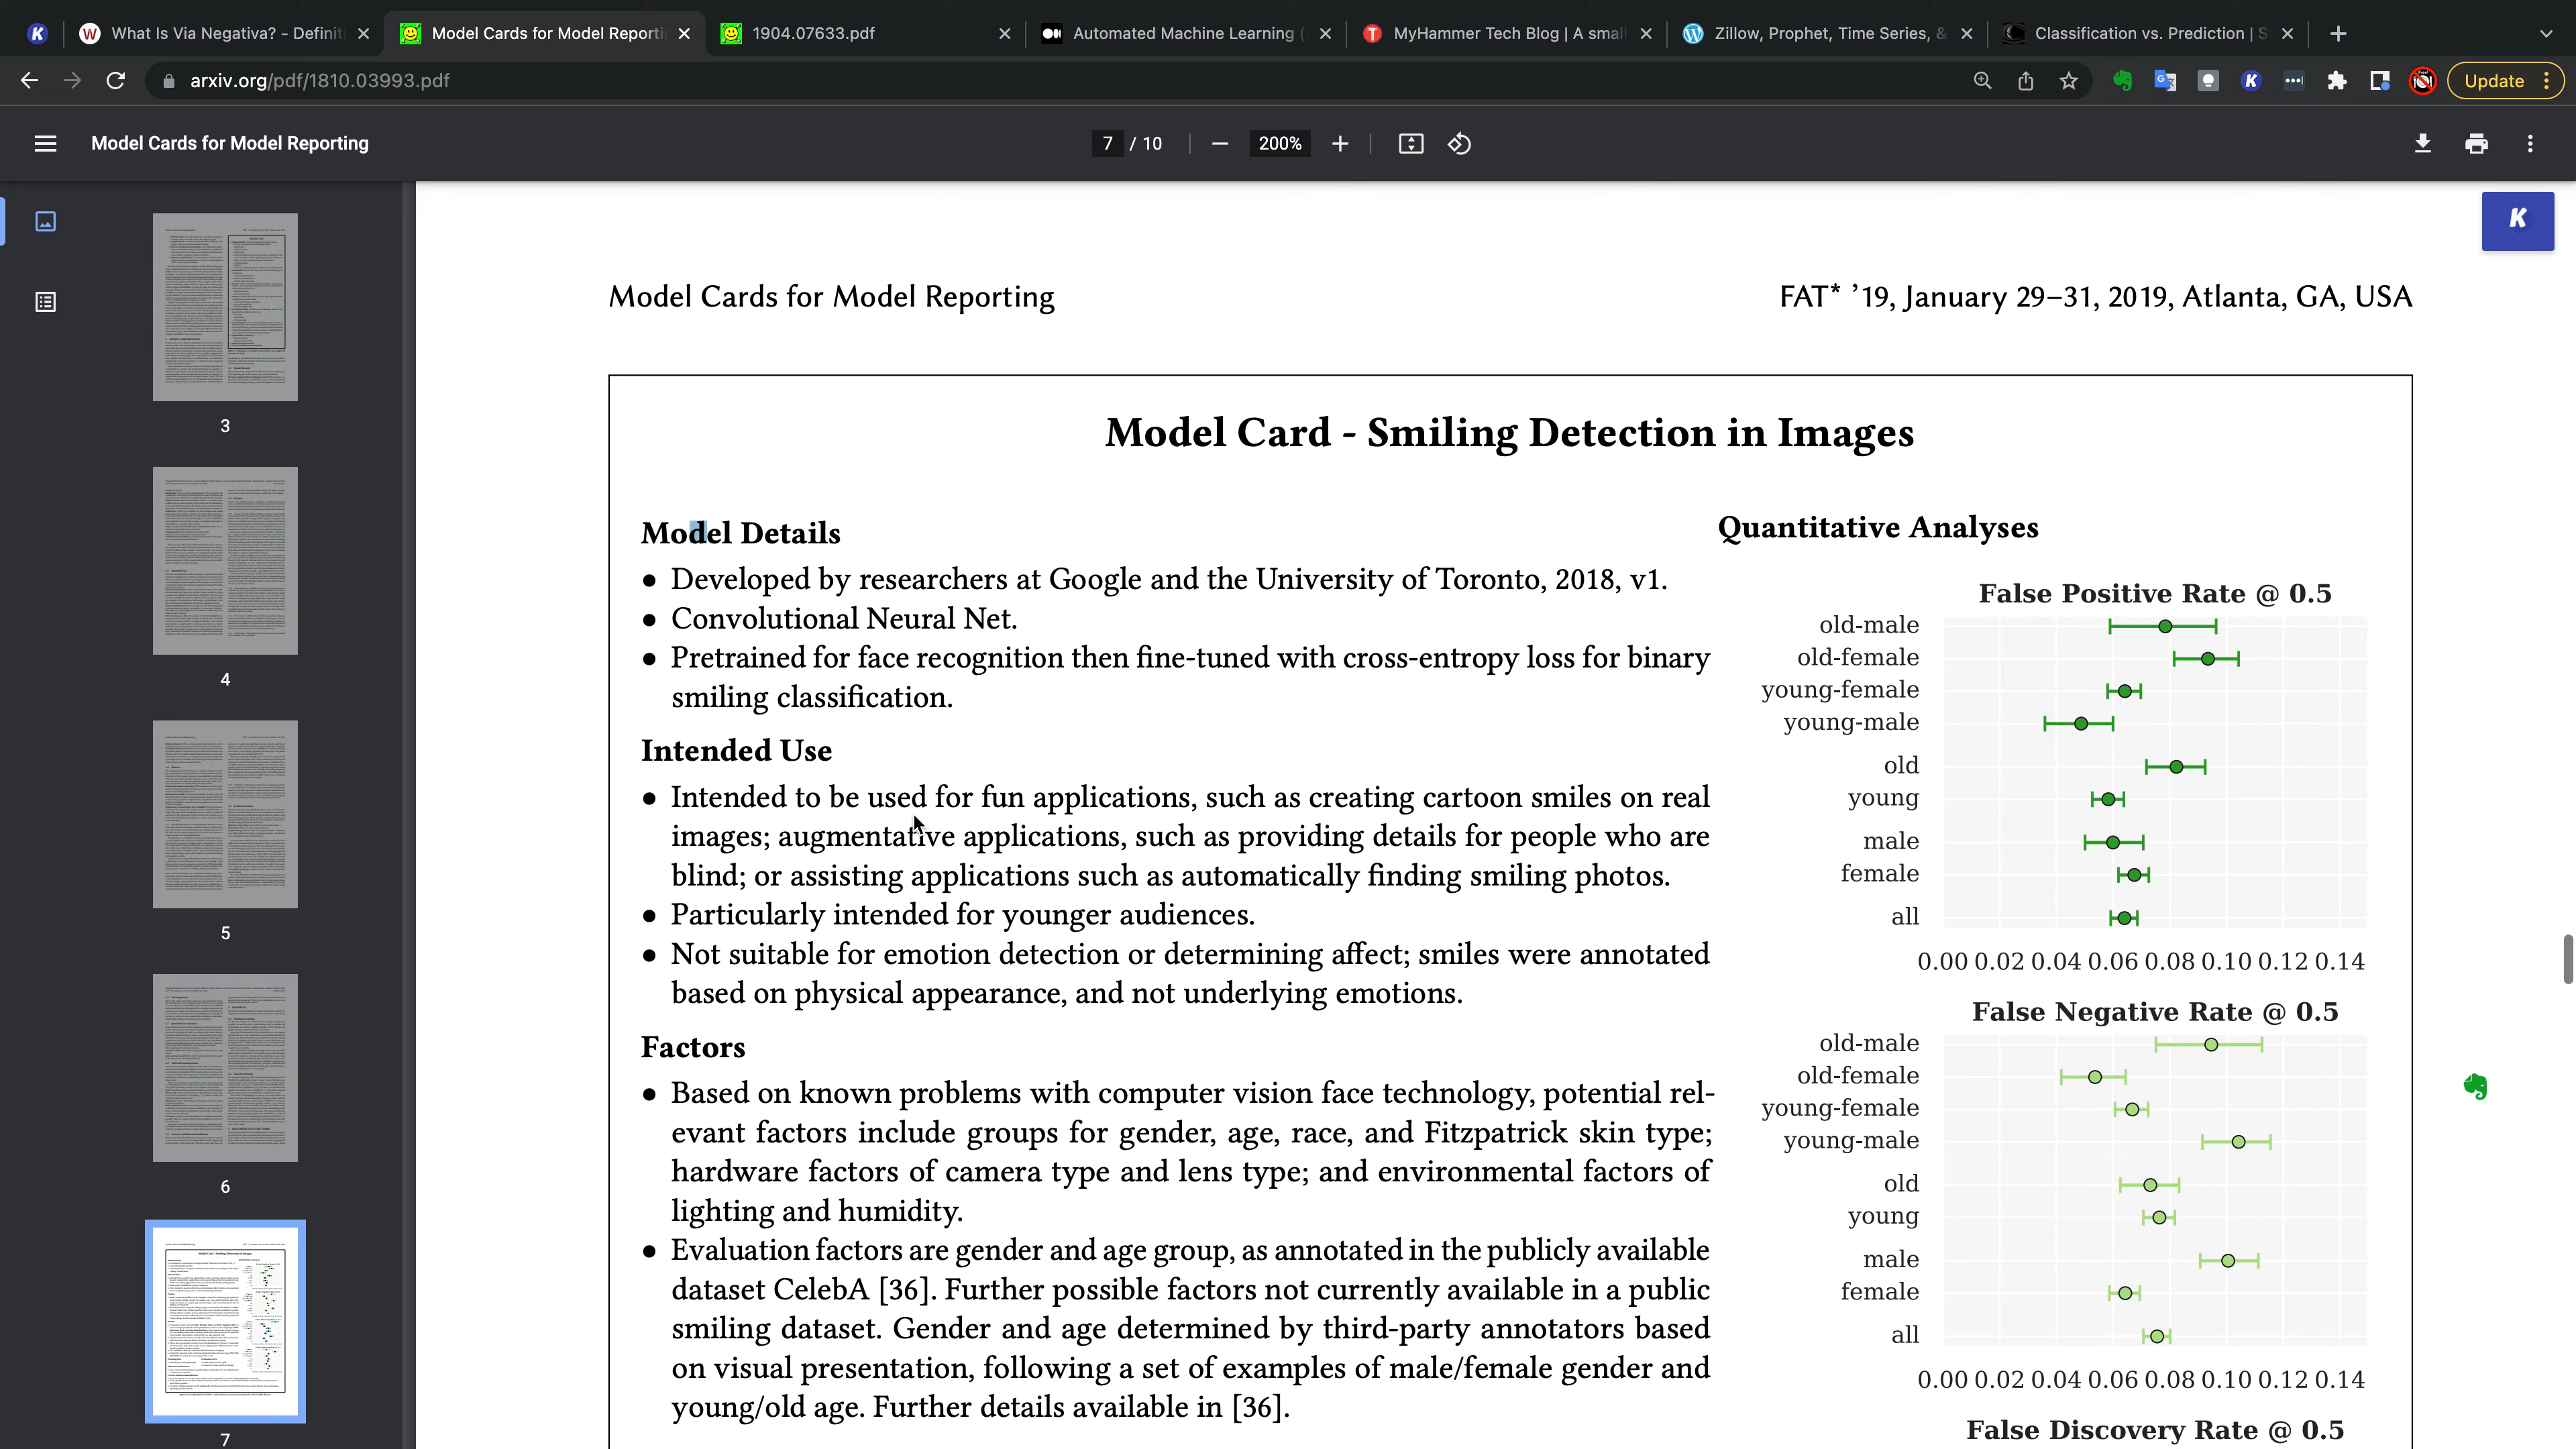 What Is Via Negativa? - Definiti
Model Cards for Model Reporti
1904.07633.pdf
Automated Machine Learning (
MyHammer Tech Blog | A smal
Zillow, Prophet, Time Series, &
Classification vs. Prediction | S
arxiv.org/pdf/1810.03993.pdf
Update
Model Cards for Model Reporting
7 / 10
200%
3
4
5
6
7
Model Cards for Model Reporting
FAT* ’19, January 29–31, 2019, Atlanta, GA, USA
Model Card - Smiling Detection in Images
Model Details
• Developed by researchers at Google and the University of Toronto, 2018, v1.
• Convolutional Neural Net.
• Pretrained for face recognition then fine-tuned with cross-entropy loss for binary
smiling classification.
Intended Use
• Intended to be used for fun applications, such as creating cartoon smiles on real
images; augmentative applications, such as providing details for people who are
blind; or assisting applications such as automatically finding smiling photos.
• Particularly intended for younger audiences.
• Not suitable for emotion detection or determining affect; smiles were annotated
based on physical appearance, and not underlying emotions.
Factors
• Based on known problems with computer vision face technology, potential rel-
evant factors include groups for gender, age, race, and Fitzpatrick skin type;
hardware factors of camera type and lens type; and environmental factors of
lighting and humidity.
• Evaluation factors are gender and age group, as annotated in the publicly available
dataset CelebA [36]. Further possible factors not currently available in a public
smiling dataset. Gender and age determined by third-party annotators based
on visual presentation, following a set of examples of male/female gender and
young/old age. Further details available in [36].
Quantitative Analyses
False Positive Rate @ 0.5
old-male
old-female
young-female
young-male
old
young
male
female
all
0.00 0.02 0.04 0.06 0.08 0.10 0.12 0.14
False Negative Rate @ 0.5
old-male
old-female
young-female
young-male
old
young
male
female
all
0.00 0.02 0.04 0.06 0.08 0.10 0.12 0.14
False Discovery Rate @ 0.5